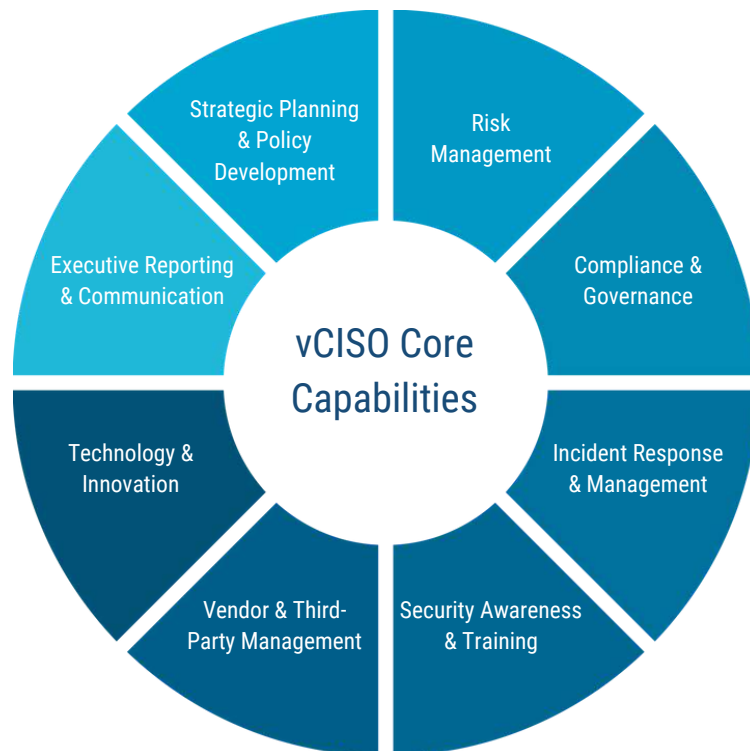 Strategic Planning
& Policy
Development
Risk
Management
Executive Reporting
& Communication
Compliance &
Governance
vCISO Core
Capabilities
Technology &
Innovation
Incident Response
& Management
Vendor & Third-
Party Management
Security Awareness
& Training